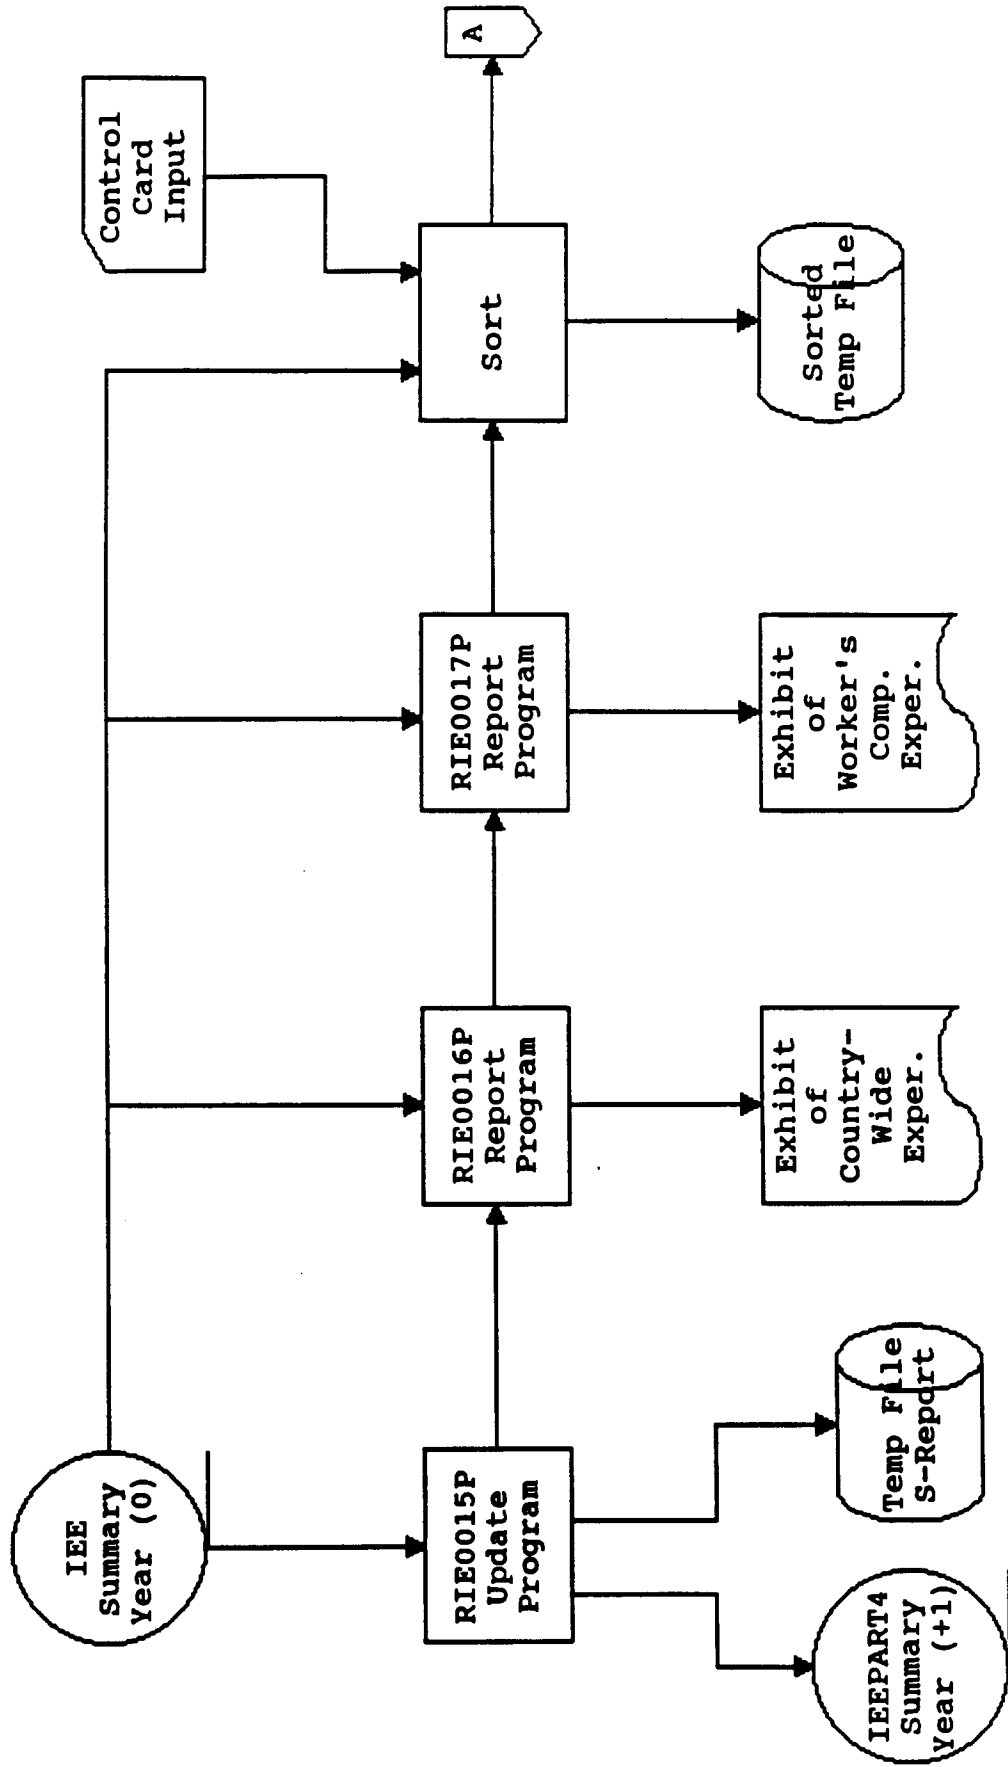 IEE
Summary
Year (0)
Control
Card
Input
RIE0015P
Update
Program
RIE0016P
Report
Program
RIE0017P
Report
Program
Sort
A
IEEPART4
Summary
Year (+1)
Temp File
S-Report
Exhibit
of
Country-
Wide
Exper.
Exhibit
of
Worker's
Comp.
Exper.
Sorted
Temp File